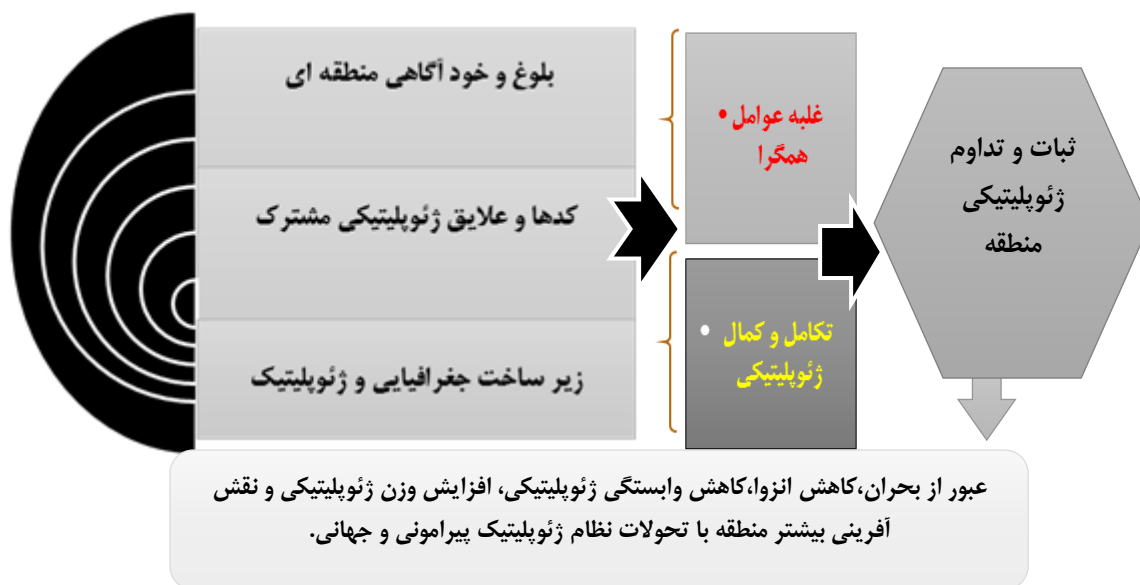 بلوغ و خود آگاهی منطقه ای
کدها و علایق ژئوپلیتیکی مشترک
زیر ساخت جغرافیایی و ژئوپلیتیک
• غلبه عوامل
همگرا
• تکامل و کمال
ژئوپلیتیکی
ثبات و تداوم
ژئوپلیتیکی
منطقه
عبور از بحران،کاهش انزوا،کاهش وابستگی ژئوپلیتیکی، افزایش وزن ژئوپلیتیکی و نقش
آفرینی بیشتر منطقه با تحولات نظام ژئوپلیتیک پیرامونی و جهانی.